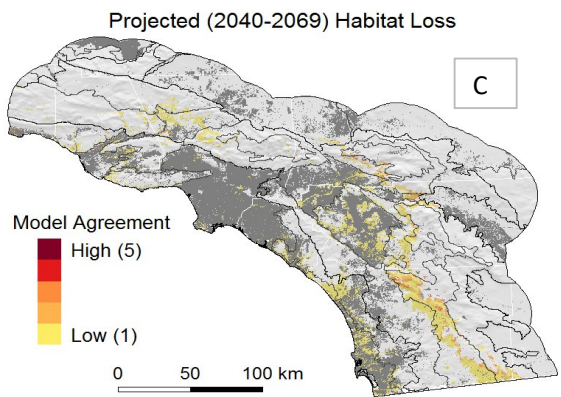 Projected (2040-2069) Habitat Loss
C
Model Agreement
High (5)
Low (1)
0 50 100 km